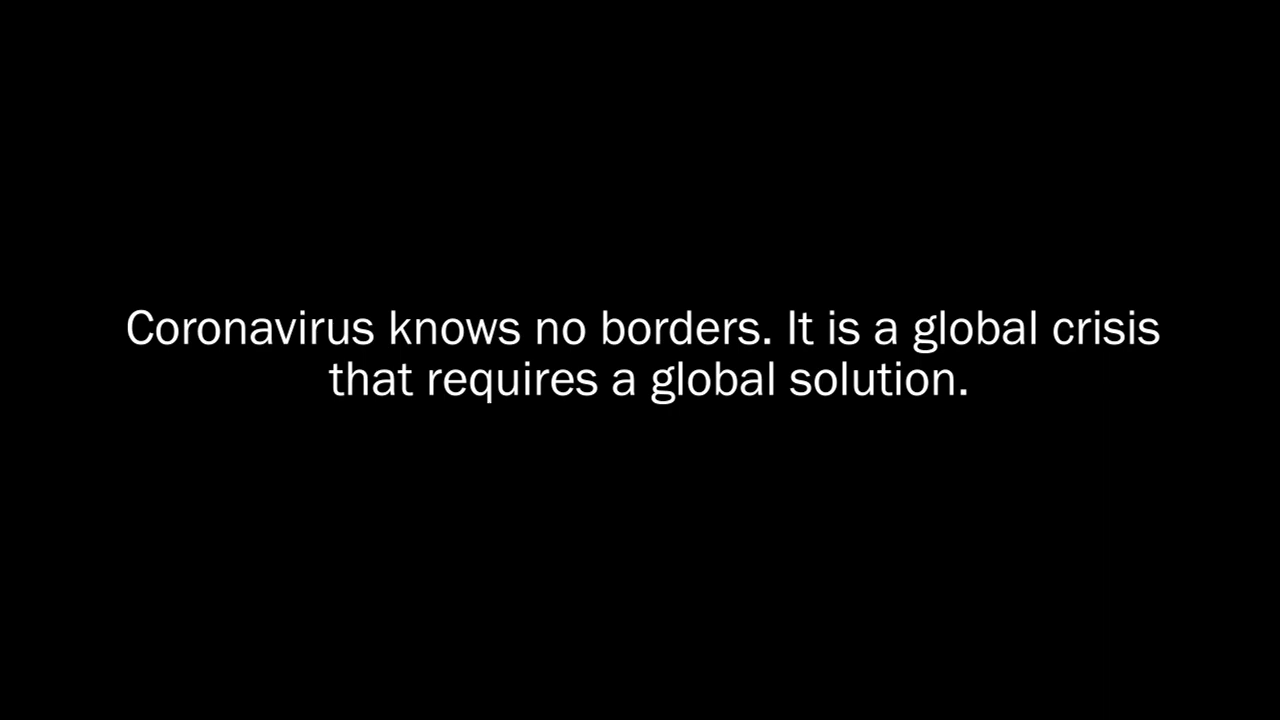 Coronavirus knows no borders. It is a global crisis
that requires a global solution.